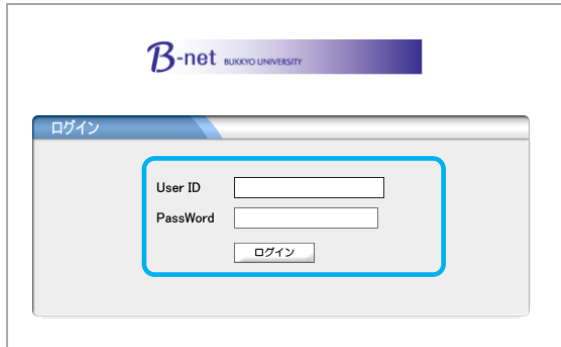 B-net BUKKYO UNIVERSITY
ログイン
User ID
PassWord
ログイン